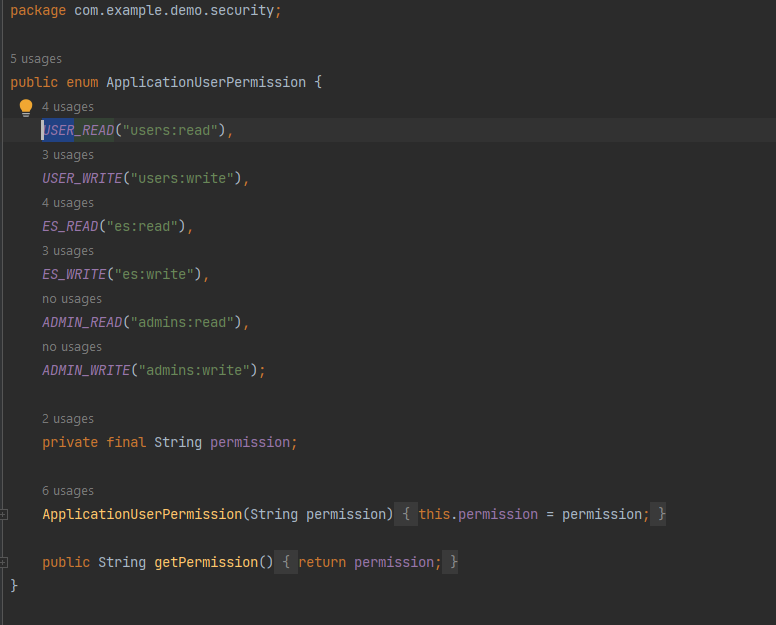 package com.example.demo.security;
5 usages
public enum ApplicationUserPermission {
4 usages
USER_READ("users:read"),
3 usages
USER_WRITE("users:write"),
4 usages
ES_READ("es:read"),
3 usages
ES_WRITE("es:write"),
no usages
ADMIN_READ("admins:read"),
no usages
ADMIN_WRITE("admins:write");
2 usages
private final String permission;
6 usages
ApplicationUserPermission(String permission) { this.permission = permission; }
public String getPermission() { return permission; }
}